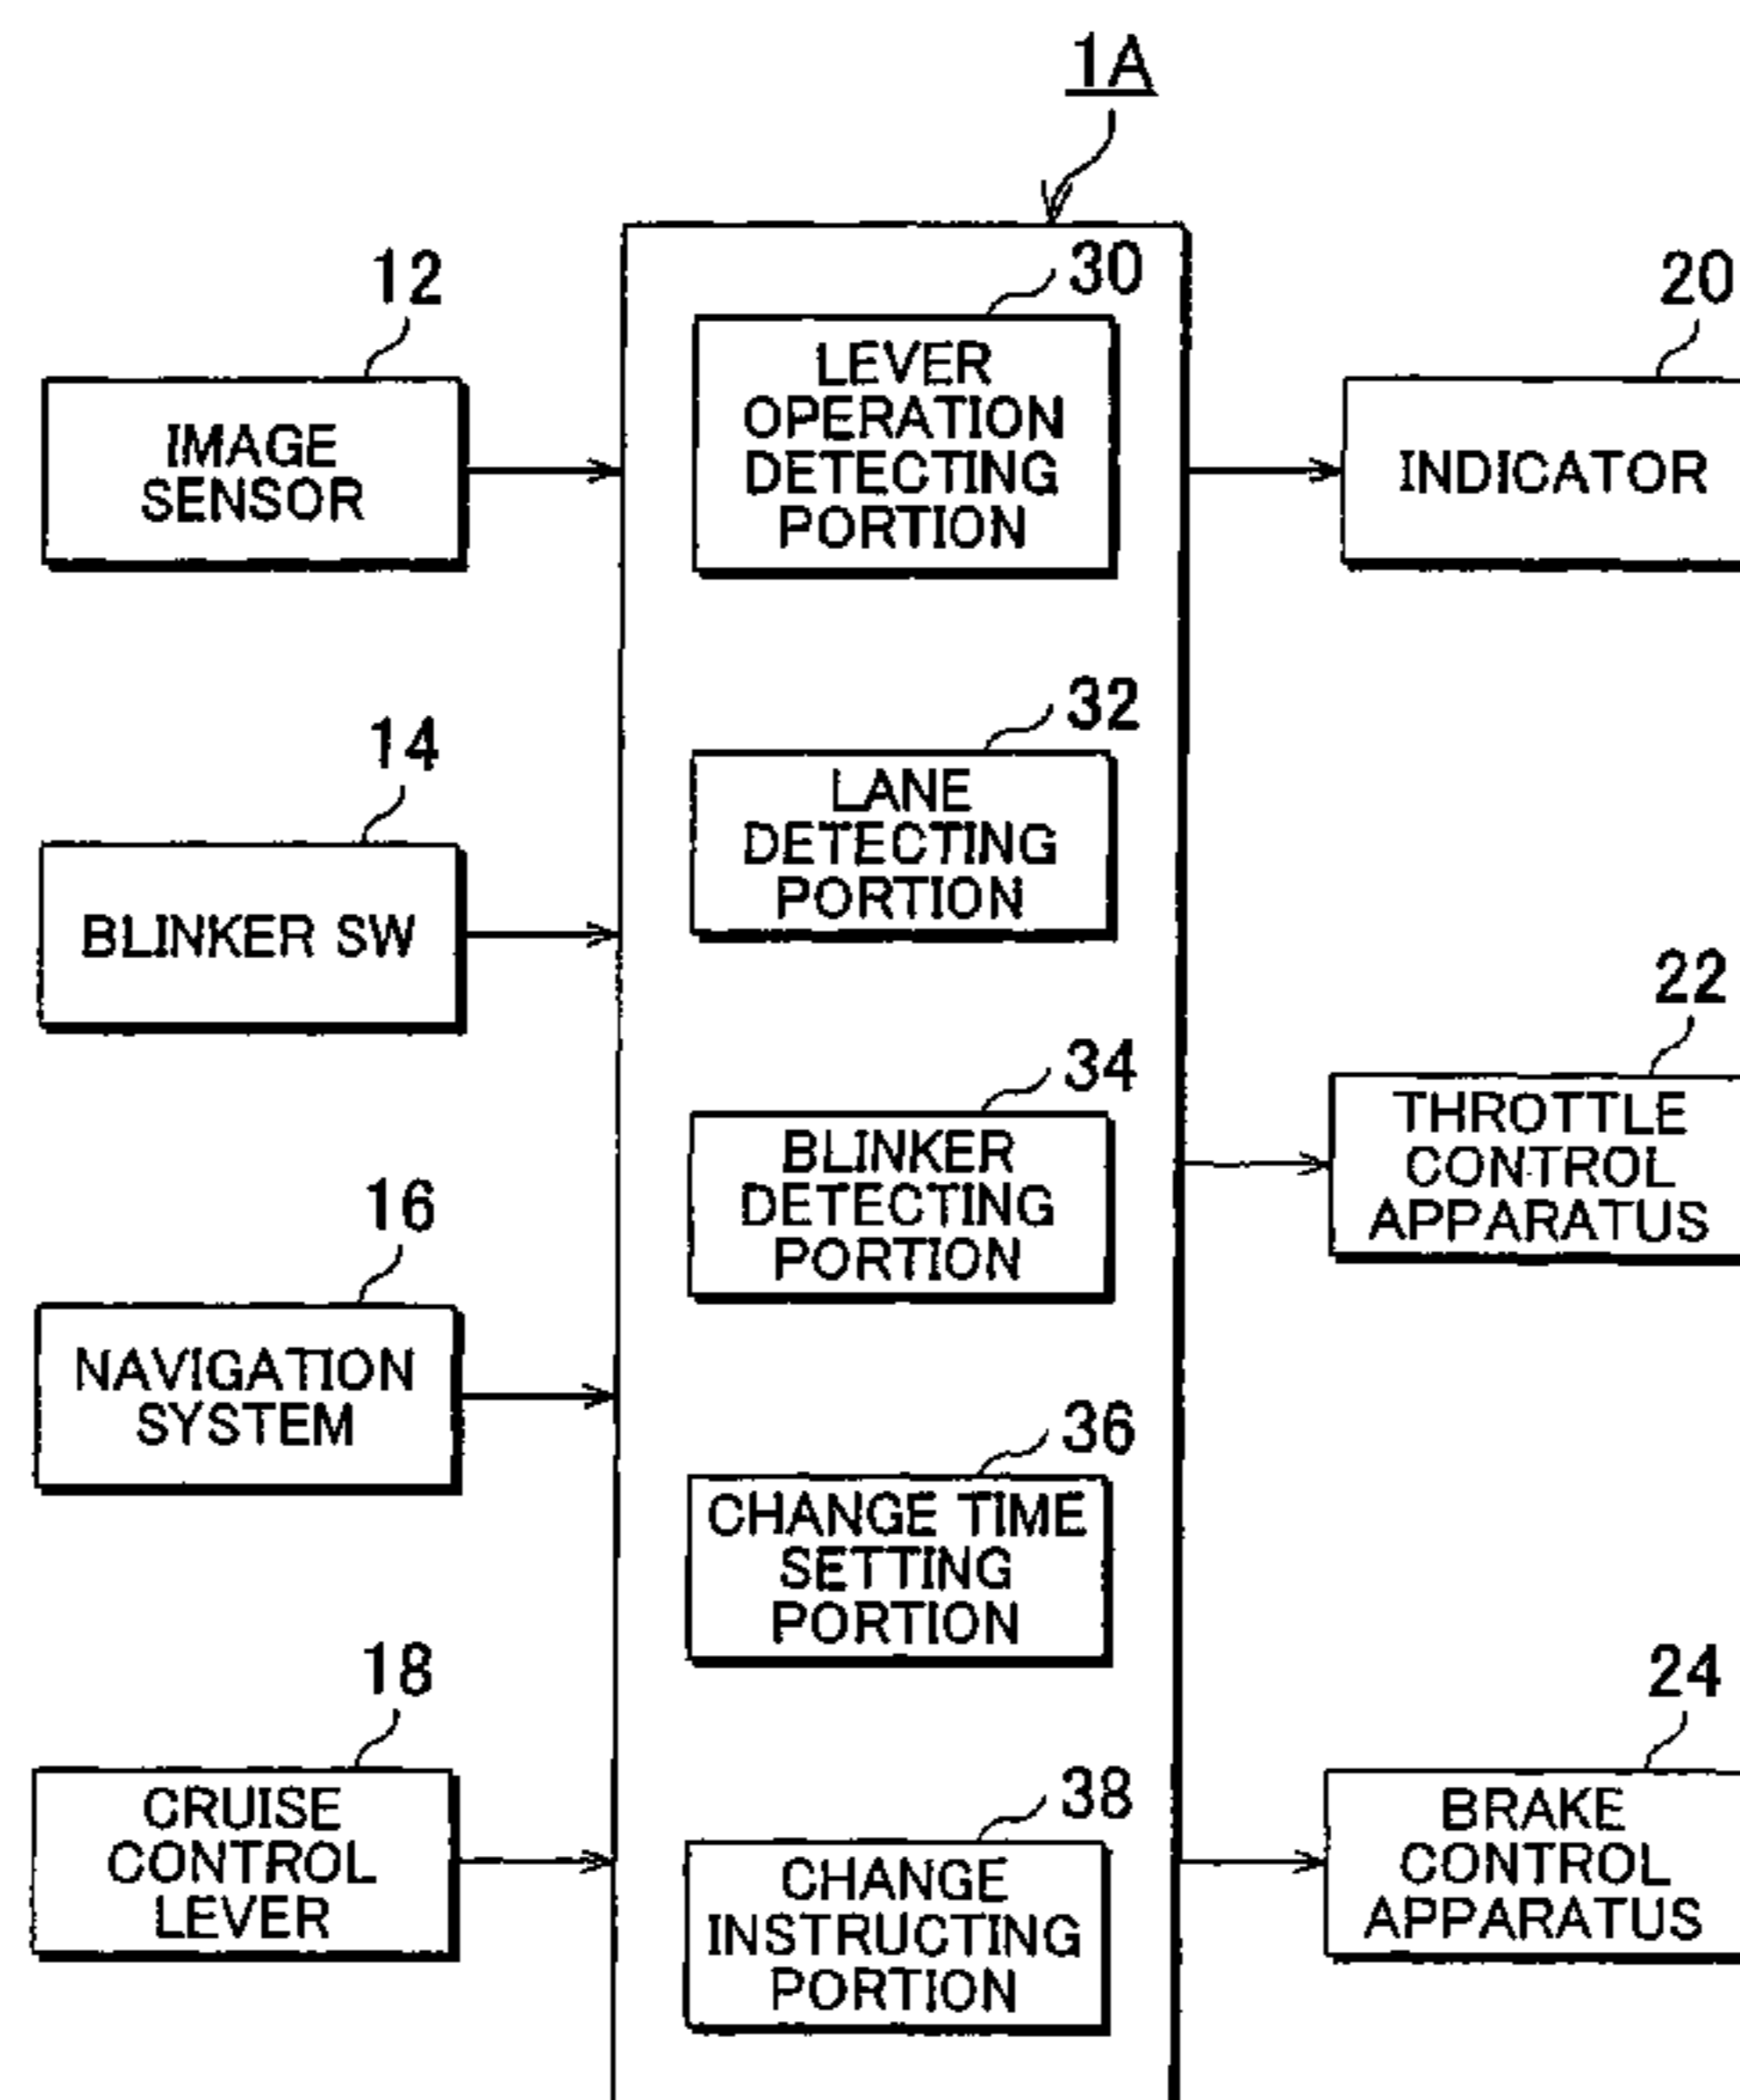 1A
12
IMAGE
SENSOR
14
BLINKER SW
16
NAVIGATION
SYSTEM
18
CRUISE
CONTROL
LEVER
30
LEVER
OPERATION
DETECTING
PORTION
32
LANE
DETECTING
PORTION
34
BLINKER
DETECTING
PORTION
36
CHANGE TIME
SETTING
PORTION
38
CHANGE
INSTRUCTING
PORTION
20
INDICATOR
22
THROTTLE
CONTROL
APPARATUS
24
BRAKE
CONTROL
APPARATUS